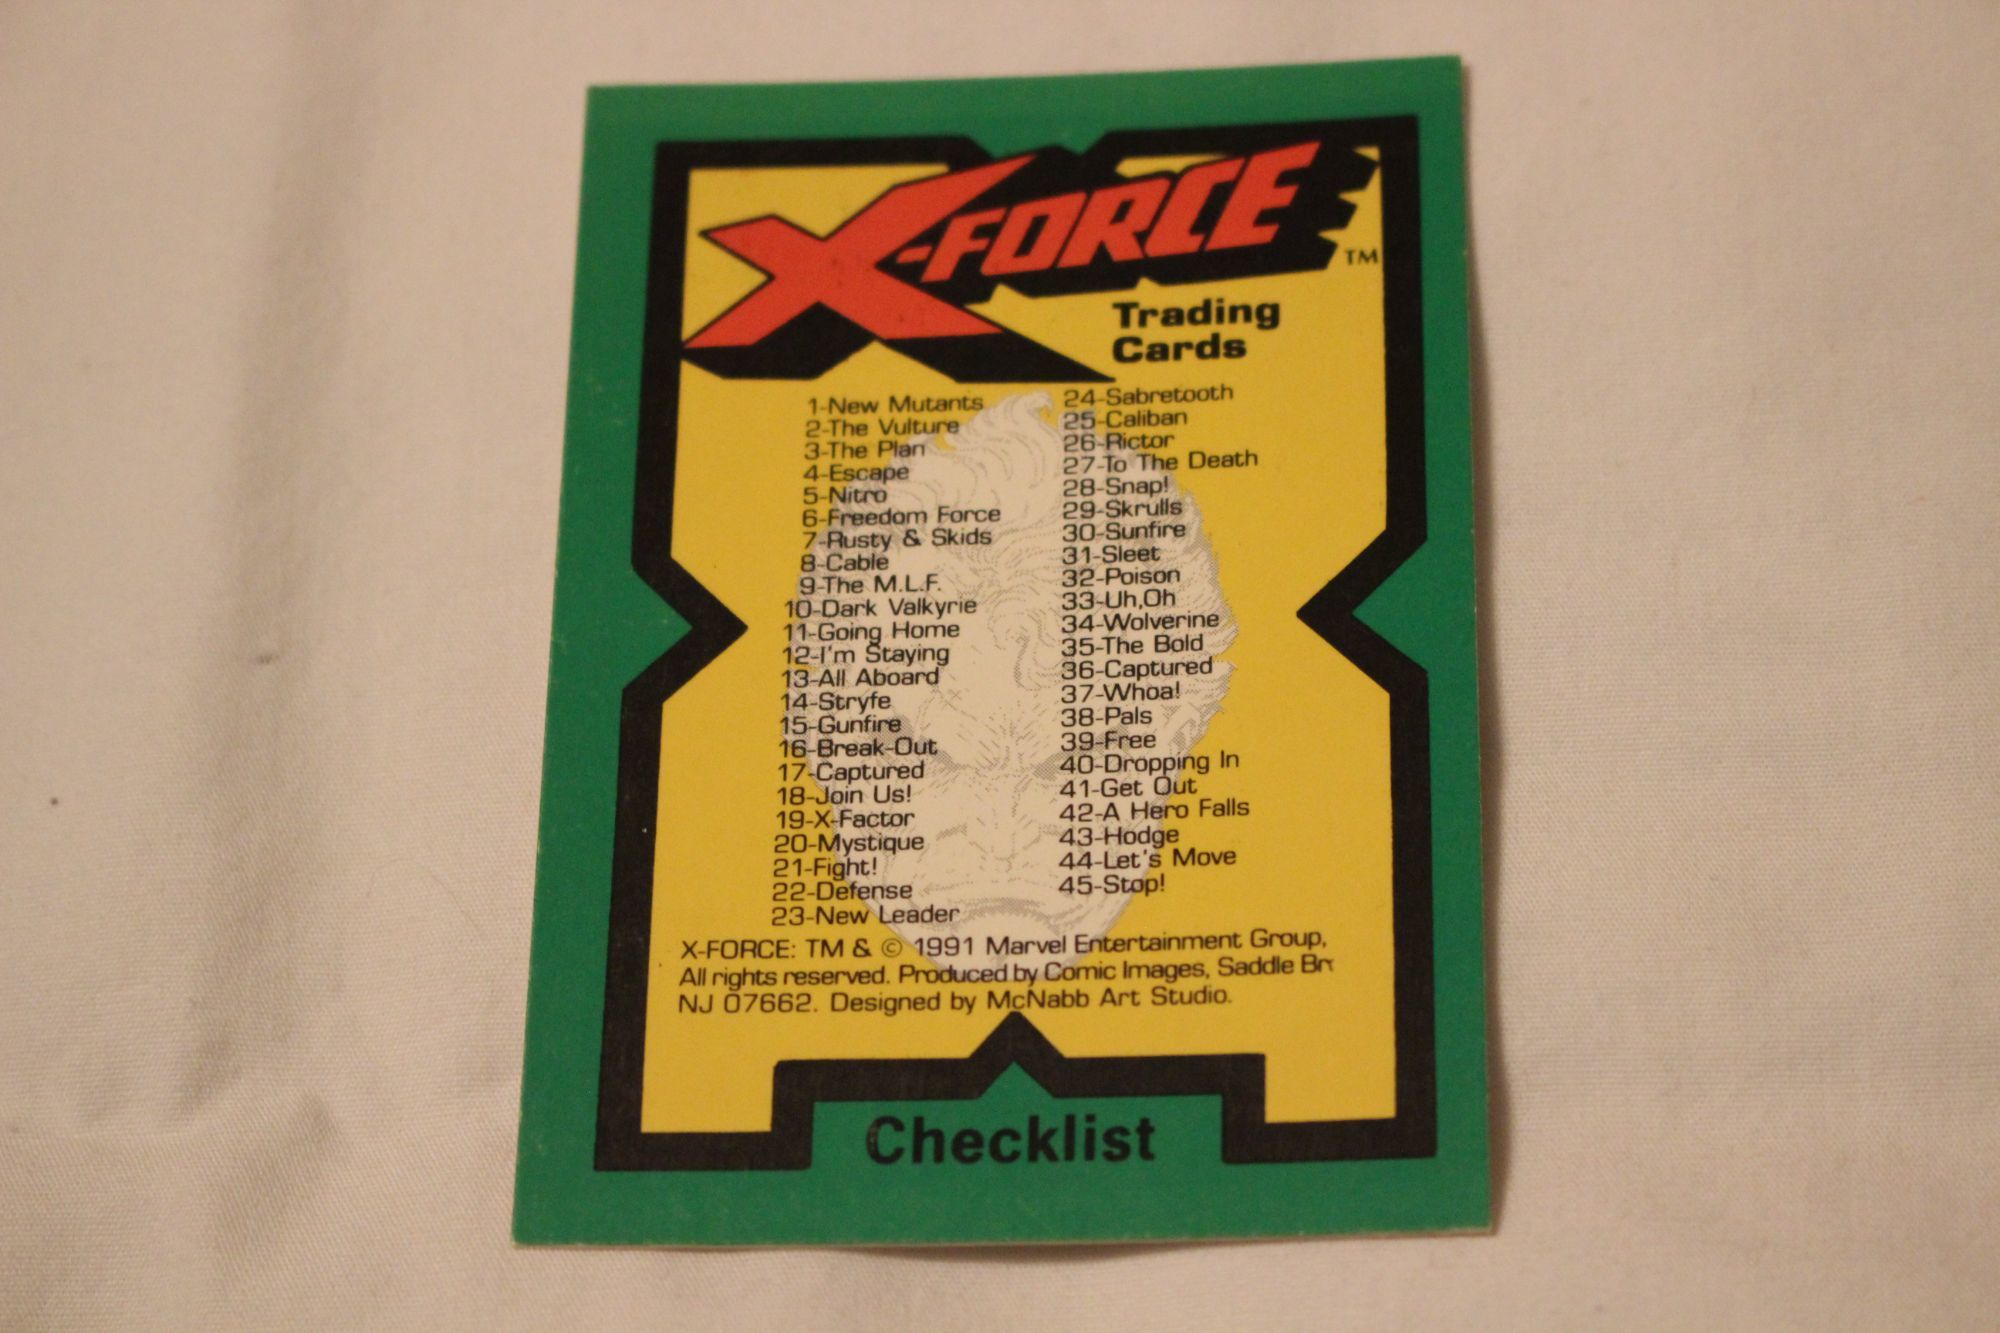 X-FORCE TM
Trading
Cards
1-New Mutants
2-The Vulture
3-The Plan
4-Escape
5-Nitro
6-Freedom Force
7-Rusty & Skids
8-Cable
9-The M.L.F.
10-Dark Valkyrie
11-Going Home
12-I'm Staying
13-All Aboard
14-Stryfe
15-Gunfire
16-Break-Out
17-Captured
18-Join Us!
19-X-Factor
20-Mystique
21-Fight!
22-Defense
23-New Leader
24-Sabretooth
25-Caliban
26-Rictor
27-To The Death
28-Snap!
29-Skrulls
30-Sunfire
31-Sleet
32-Poison
33-Uh,Oh
34-Wolverine
35-The Bold
36-Captured
37-Whoa!
38-Pals
39-Free
40-Dropping In
41-Get Out
42-A Hero Falls
43-Hodge
44-Let's Move
45-Stop!
X-FORCE: TM & © 1991 Marvel Entertainment Group,
All rights reserved. Produced by Comic Images, Saddle
NJ 07662. Designed by McNabb Art Studio.
Checklist